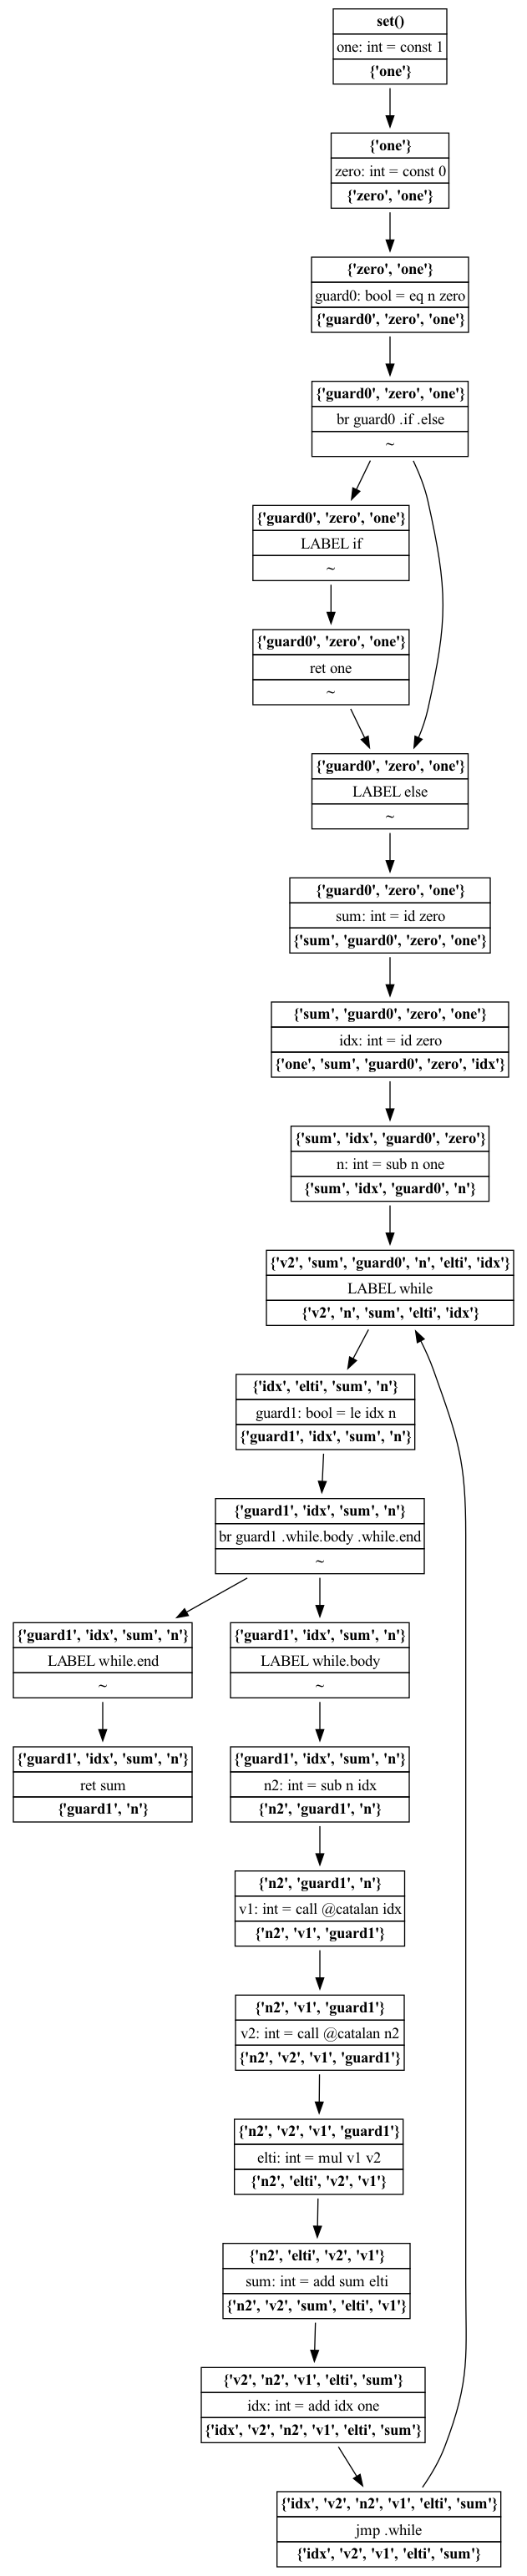 set()
one: int = const 1
{'one'}
{'one'}
zero: int = const 0
{'zero', 'one'}
{'zero', 'one'}
guard0: bool = eq n zero
{'guard0', 'zero', 'one'}
{'guard0', 'zero', 'one'}
br guard0 .if .else
~
{'guard0', 'zero', 'one'}
LABEL if
~
{'guard0', 'zero', 'one'}
ret one
~
{'guard0', 'zero', 'one'}
LABEL else
~
{'guard0', 'zero', 'one'}
sum: int = id zero
{'sum', 'guard0', 'zero', 'one'}
{'sum', 'guard0', 'zero', 'one'}
idx: int = id zero
{'one', 'sum', 'guard0', 'zero', 'idx'}
{'sum', 'idx', 'guard0', 'zero'}
n: int = sub n one
{'sum', 'idx', 'guard0', 'n'}
{'v2', 'sum', 'guard0', 'n', 'elti', 'idx'}
LABEL while
{'v2', 'n', 'sum', 'elti', 'idx'}
{'idx', 'elti', 'sum', 'n'}
guard1: bool = le idx n
{'guard1', 'idx', 'sum', 'n'}
{'guard1', 'idx', 'sum', 'n'}
br guard1 .while.body .while.end
~
{'guard1', 'idx', 'sum', 'n'}
LABEL while.end
~
{'guard1', 'idx', 'sum', 'n'}
LABEL while.body
~
{'guard1', 'idx', 'sum', 'n'}
ret sum
{'guard1', 'n'}
{'guard1', 'idx', 'sum', 'n'}
n2: int = sub n idx
{'n2', 'guard1', 'n'}
{'n2', 'guard1', 'n'}
v1: int = call @catalan idx
{'n2', 'v1', 'guard1'}
{'n2', 'v1', 'guard1'}
v2: int = call @catalan n2
{'n2', 'v2', 'v1', 'guard1'}
{'n2', 'v2', 'v1', 'guard1'}
elti: int = mul v1 v2
{'n2', 'elti', 'v2', 'v1'}
{'n2', 'elti', 'v2', 'v1'}
sum: int = add sum elti
{'n2', 'v2', 'sum', 'elti', 'v1'}
{'v2', 'n2', 'v1', 'elti', 'sum'}
idx: int = add idx one
{'idx', 'v2', 'n2', 'v1', 'elti', 'sum'}
{'idx', 'v2', 'n2', 'v1', 'elti', 'sum'}
jmp .while
{'idx', 'v2', 'v1', 'elti', 'sum'}